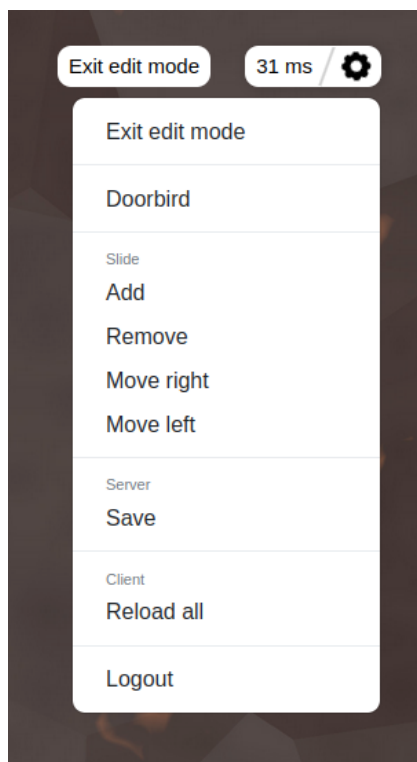 Exit edit mode
31 ms
Exit edit mode
Doorbird
Slide
Add
Remove
Move right
Move left
Server
Save
Client
Reload all
Logout